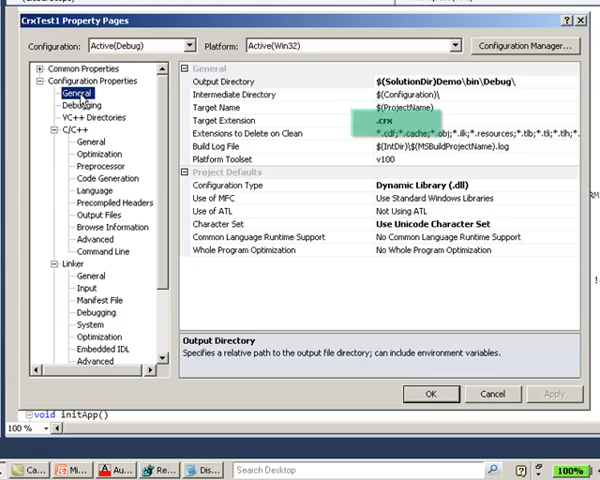 CrxTest1 Property Pages
Configuration: Active(Debug) Platform: Active(Win32) Configuration Manager...
Common Properties
Configuration Properties
General
Debugging
VC++ Directories
C/C++
General
Optimization
Preprocessor
Code Generation
Language
Precompiled Headers
Output Files
Browse Information
Advanced
Command Line
Linker
General
Input
Manifest File
Debugging
System
Optimization
Embedded IDL
Advanced
General
Output Directory $(SolutionDir)Demo\bin\Debug\
Intermediate Directory $(Configuration)\
Target Name $(ProjectName)
Target Extension .crx
Extensions to Delete on Clean *.cdf;*.cache;*.obj;*.ilk;*.resources;*.tlb;*.tli;*.tlh;*.
Build Log File $(IntDir)\$(MSBuildProjectName).log
Platform Toolset v100
Project Defaults
Configuration Type Dynamic Library (.dll)
Use of MFC Use Standard Windows Libraries
Use of ATL Not Using ATL
Character Set Use Unicode Character Set
Common Language Runtime Support No Common Language Runtime Support
Whole Program Optimization No Whole Program Optimization
Output Directory
Specifies a relative path to the output file directory; can include environment variables.
OK Cancel Apply
void initApp()
100 %
Ca... Mi... Au... Re... Dis... Search Desktop 100%